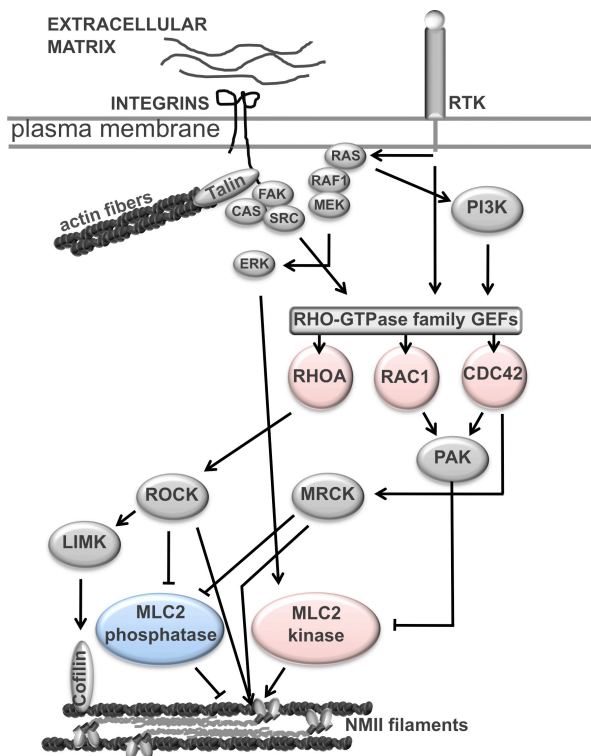 EXTRACELLULAR
MATRIX
INTEGRINS
RTK
plasma membrane
RAS
RAF1
MEK
Talin
FAK
CAS
SRC
PI3K
actin fibers
ERK
RHO-GTPase family GEFs
RHOA
RAC1
CDC42
PAK
ROCK
MRCK
LIMK
MLC2
phosphatase
MLC2
kinase
Cofilin
NMII filaments